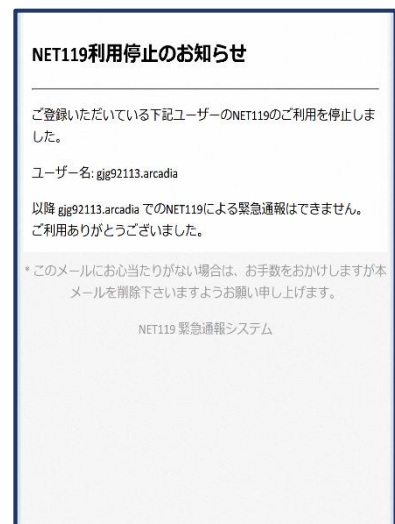 NET119利用停止のお知らせ
ご登録いただいている下記ユーザーのNET119のご利用を停止しま
した。
ユーザー名: gjg92113.arcadia
以降 gjg92113.arcadia でのNET119による緊急通報はできません。
ご利用ありがとうございました。
* このメールにお心当たりがない場合は、お手数をおかけしますが本
メールを削除下さいますようお願い申し上げます。
NET119 緊急通報システム